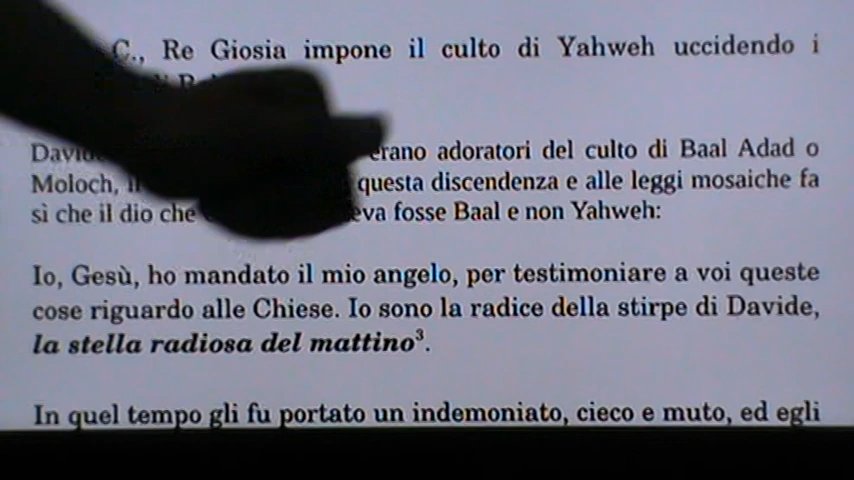 C., Re Giosia impone il culto di Yahweh uccidendo i
erano adoratori del culto di Baal Adad o
Moloch, questa discendenza e alle leggi mosaiche fa
sì che il dio che fosse Baal e non Yahweh:
Io, Gesù, ho mandato il mio angelo, per testimoniare a voi queste
cose riguardo alle Chiese. Io sono la radice della stirpe di Davide,
la stella radiosa del mattino³.
In quel tempo gli fu portato un indemoniato, cieco e muto, ed egli